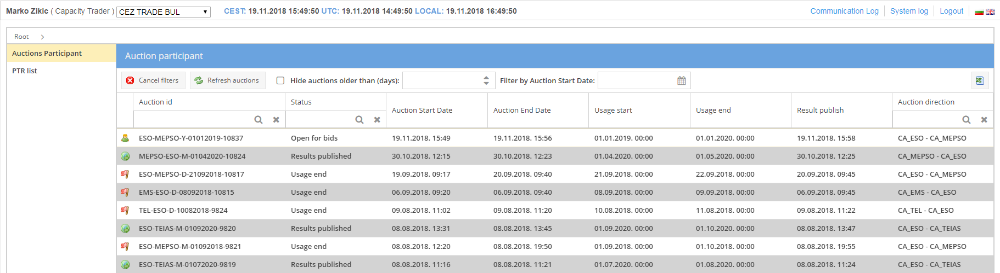 Marko Zikic ( Capacity Trader ) CEZ TRADE BUL CEST: 19.11.2018 15:49:50 UTC: 19.11.2018 14:49:50 LOCAL: 19.11.2018 16:49:50 Communication Log System log Logout
Root
Auctions Participant
PTR list
Auction participant
Cancel filters Refresh auctions Hide auctions older than (days): Filter by Auction Start Date:
Auction id Status Auction Start Date Auction End Date Usage start Usage end Result publish Auction direction
ESO-MEPSO-Y-01012019-10837 Open for bids 19.11.2018. 15:49 19.11.2018. 15:56 01.01.2019. 00:00 01.01.2020. 00:00 19.11.2018. 15:58 CA_ESO - CA_MEPSO
MEPSO-ESO-M-01042020-10824 Results published 30.10.2018. 12:15 30.10.2018. 12:23 01.04.2020. 00:00 01.05.2020. 00:00 30.10.2018. 12:25 CA_MEPSO - CA_ESO
ESO-MEPSO-D-21092018-10817 Usage end 19.09.2018. 09:17 20.09.2018. 09:40 21.09.2018. 00:00 22.09.2018. 00:00 20.09.2018. 09:45 CA_ESO - CA_MEPSO
EMS-ESO-D-08092018-10815 Usage end 06.09.2018. 09:20 06.09.2018. 09:40 08.09.2018. 00:00 09.09.2018. 00:00 06.09.2018. 09:45 CA_EMS - CA_ESO
TEL-ESO-D-10082018-9824 Usage end 09.08.2018. 11:02 09.08.2018. 11:20 10.08.2018. 00:00 11.08.2018. 00:00 09.08.2018. 11:22 CA_TEL - CA_ESO
ESO-TEIAS-M-01092020-9820 Results published 08.08.2018. 13:31 08.08.2018. 13:45 01.09.2020. 00:00 01.10.2020. 00:00 08.08.2018. 13:47 CA_ESO - CA_TEIAS
ESO-MEPSO-M-01092018-9821 Usage end 08.08.2018. 12:20 08.08.2018. 19:50 01.09.2018. 00:00 01.10.2018. 00:00 08.08.2018. 19:55 CA_ESO - CA_MEPSO
ESO-TEIAS-M-01072020-9819 Results published 08.08.2018. 11:16 08.08.2018. 11:21 01.07.2020. 00:00 01.08.2020. 00:00 08.08.2018. 11:24 CA_ESO - CA_TEIAS